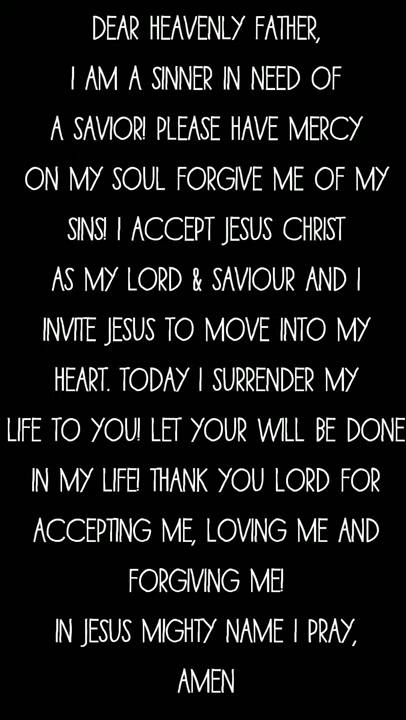 DEAR HEAVENLY FATHER,
I AM A SINNER IN NEED OF
A SAVIOR! PLEASE HAVE MERCY
ON MY SOUL FORGIVE ME OF MY
SINS! I ACCEPT JESUS CHRIST
AS MY LORD & SAVIOUR AND I
INVITE JESUS TO MOVE INTO MY
HEART. TODAY I SURRENDER MY
LIFE TO YOU! LET YOUR WILL BE DONE
IN MY LIFE! THANK YOU LORD FOR
ACCEPTING ME, LOVING ME AND
FORGIVING ME!
IN JESUS MIGHTY NAME I PRAY,
AMEN